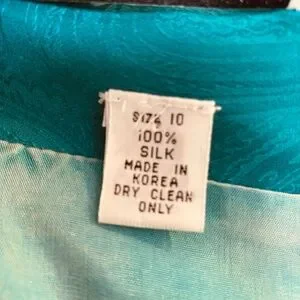 SIZE 10
100%
SILK
MADE IN
KOREA
DRY CLEAN
ONLY